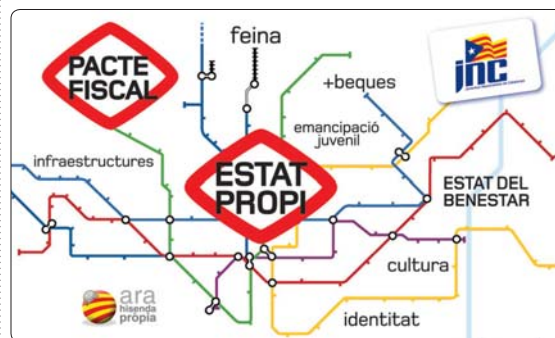 feina
PACTE
FISCAL
jnc
+beques
emancipació
juvenil
infraestructures
ESTAT
PROPI
ESTAT DEL
BENESTAR
cultura
ara
hisenda
pròpia
identitat